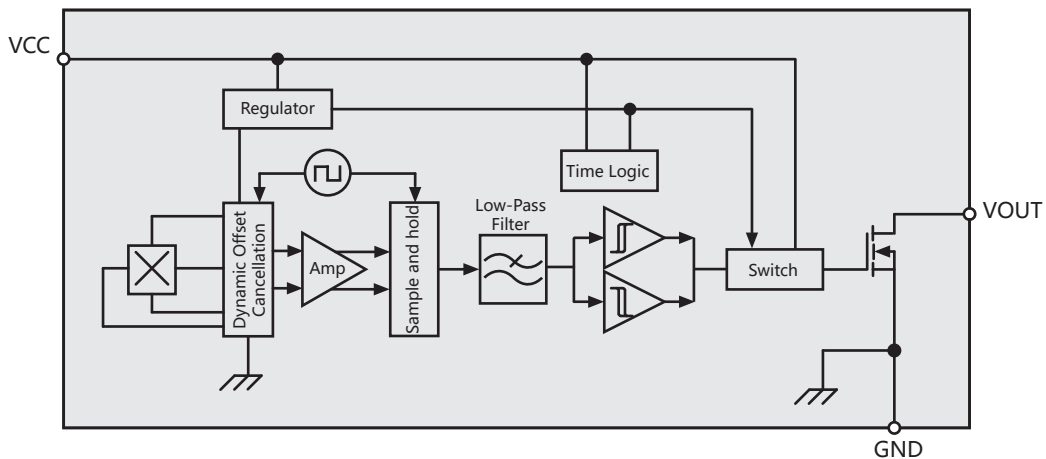 VCC
Regulator
Time Logic
Low-Pass
Filter
VOUT
Dynamic Offset
Cancellation
Amp
Sample and hold
Switch
GND